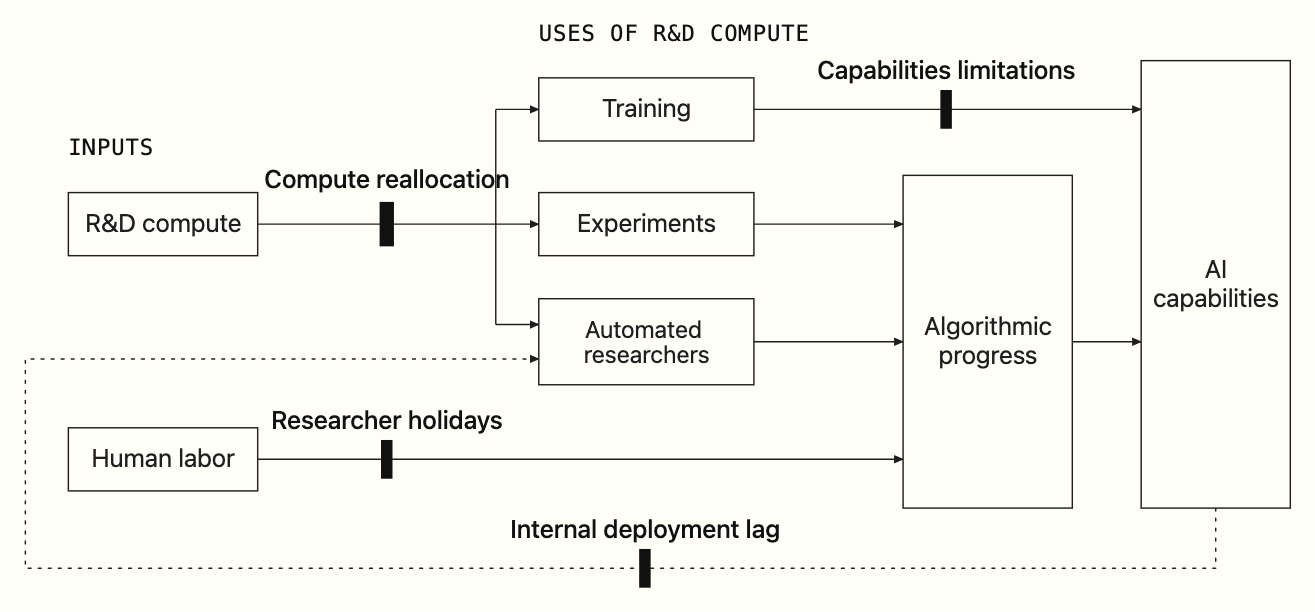 USES OF R&D COMPUTE
Capabilities limitations
Training
INPUTS
Compute reallocation
R&D compute
Experiments
AI
capabilities
Automated
researchers
Algorithmic
progress
Researcher holidays
Human labor
Internal deployment lag